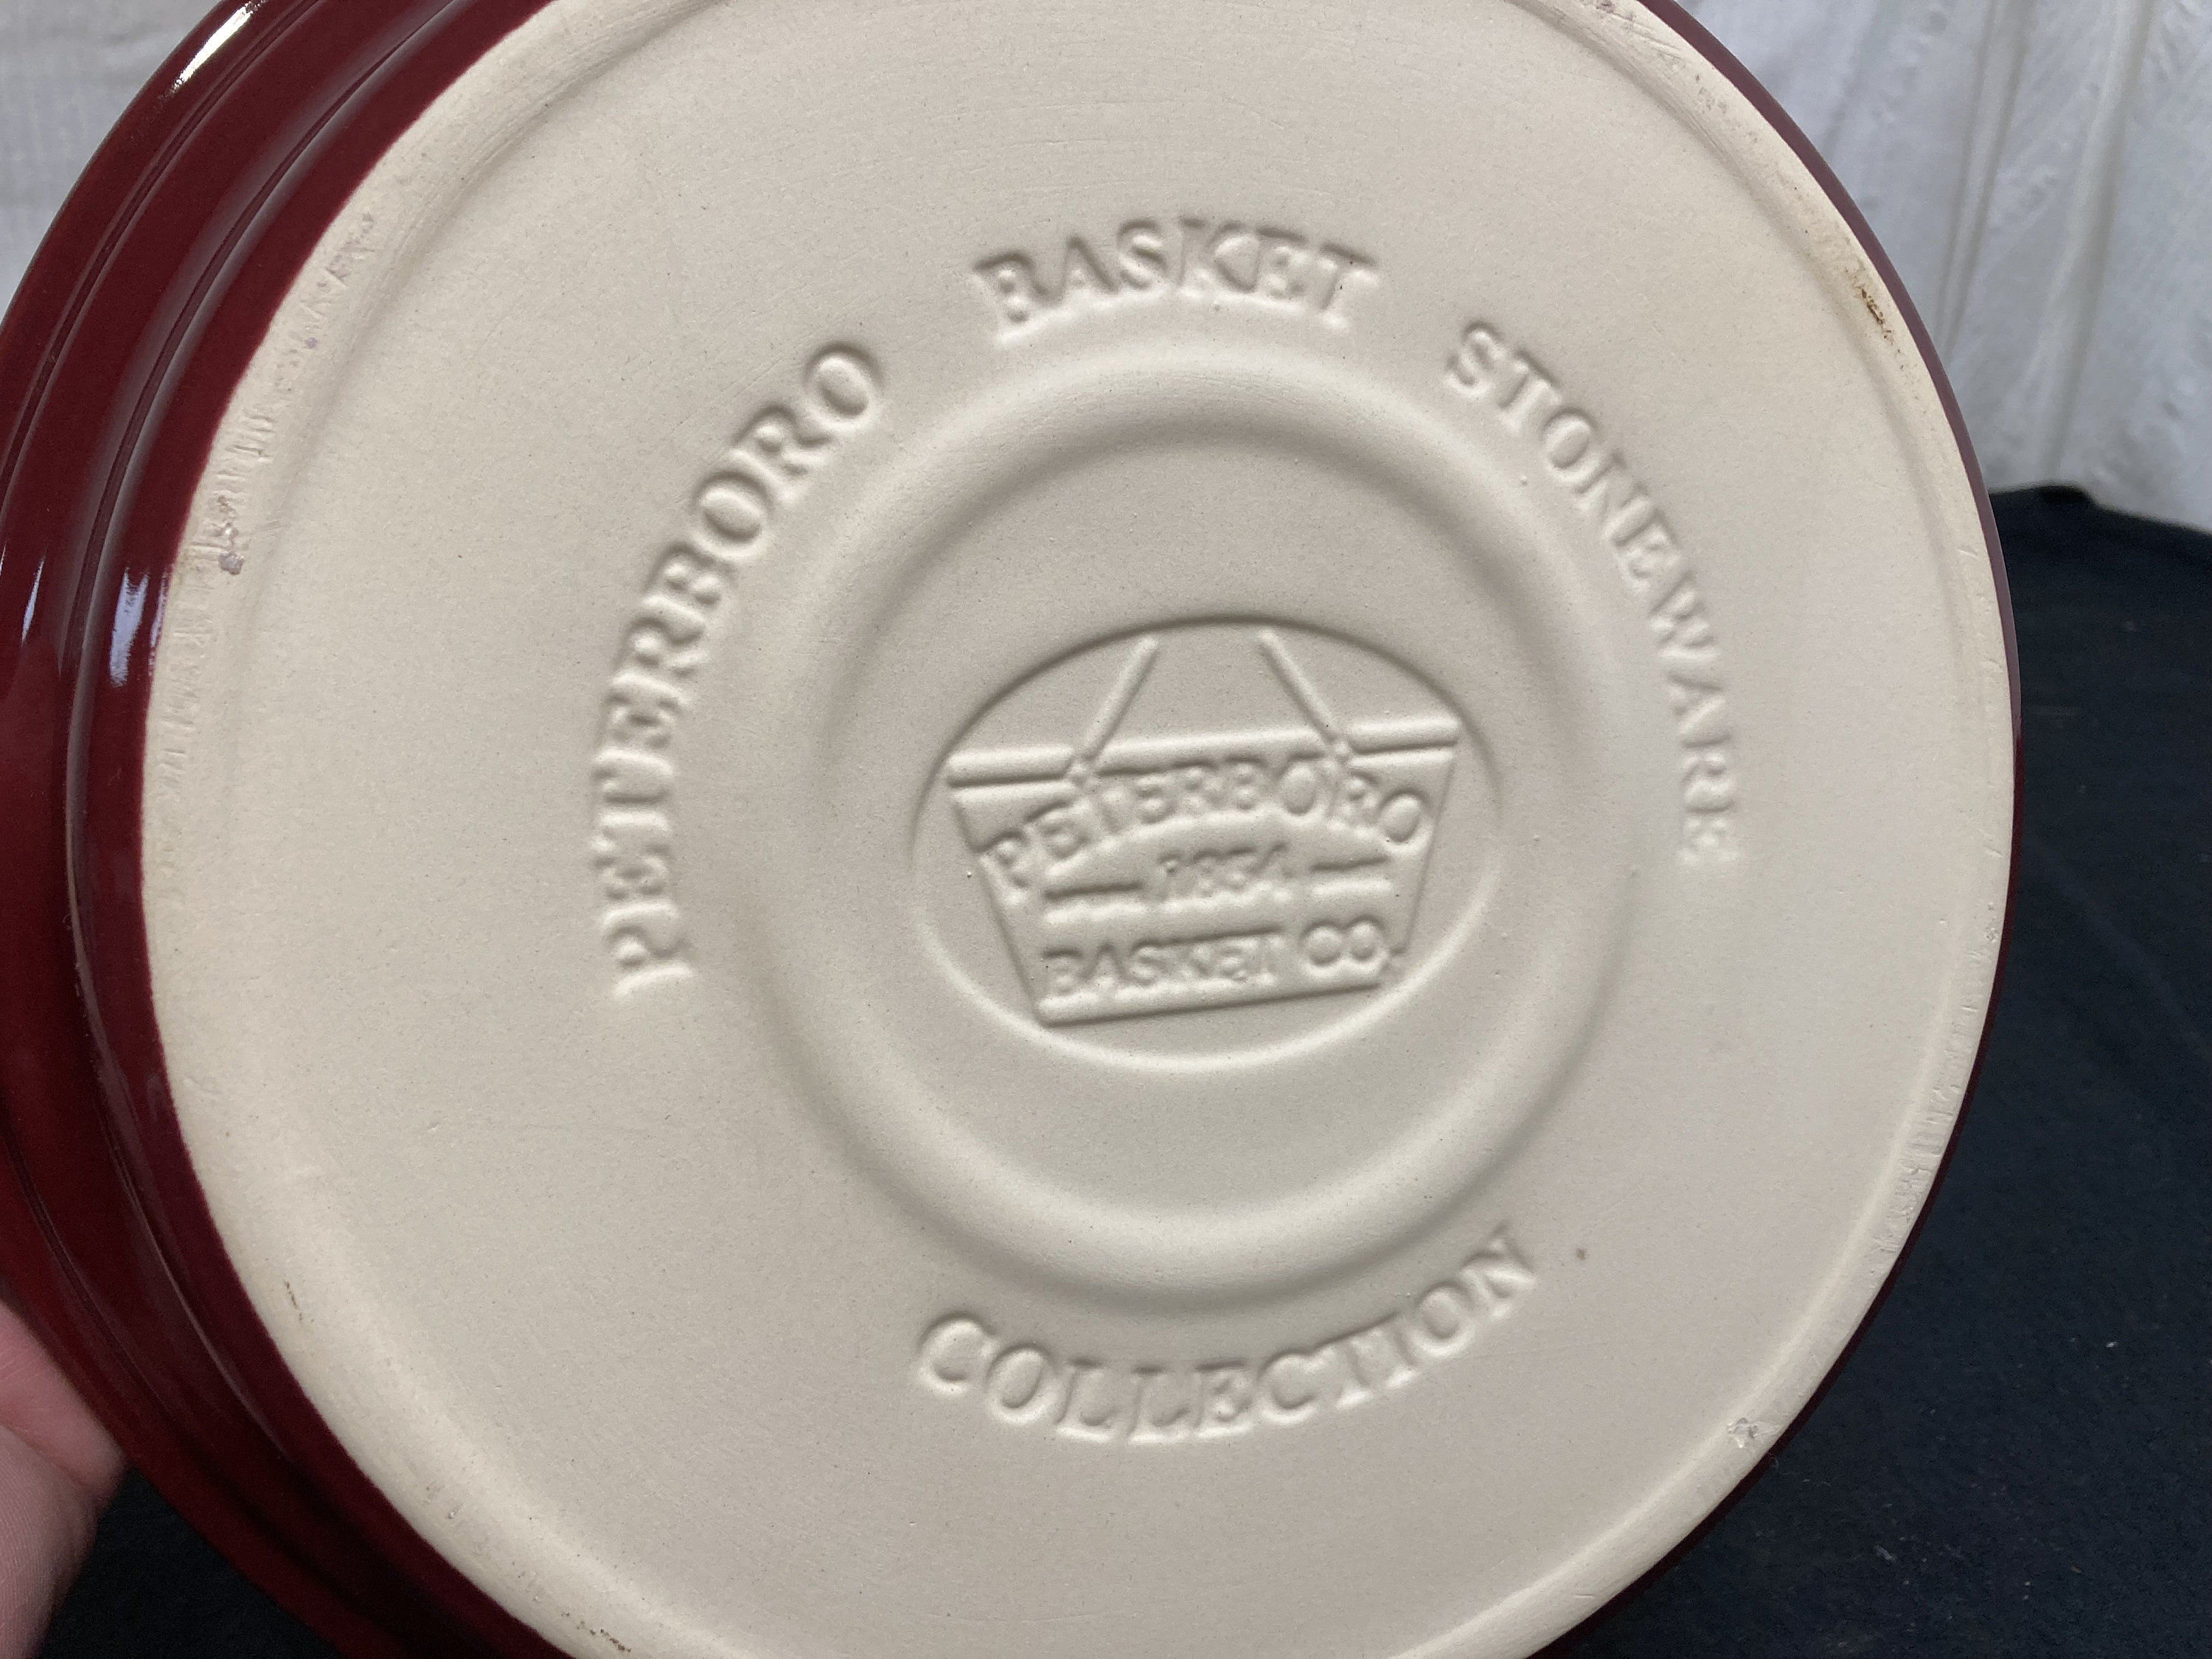 PETERBORO BASKET STONEWARE
PETERBORO
1854
BASKET CO.
COLLECTION